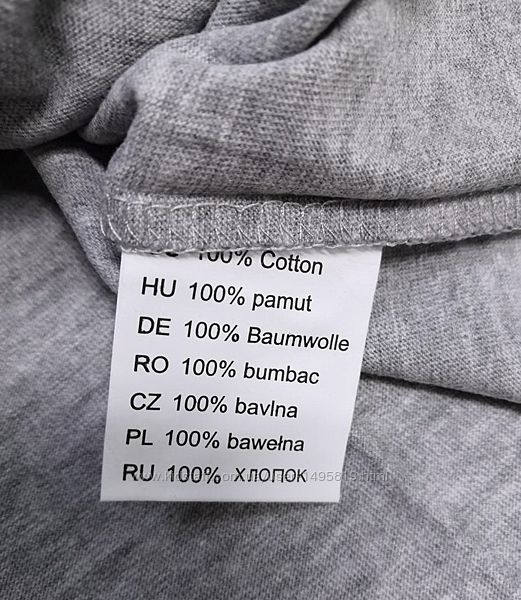 100% Cotton
HU 100% pamut
DE 100% Baumwolle
RO 100% bumbac
CZ 100% bavlna
PL 100% bawełna
RU 100% хлопок